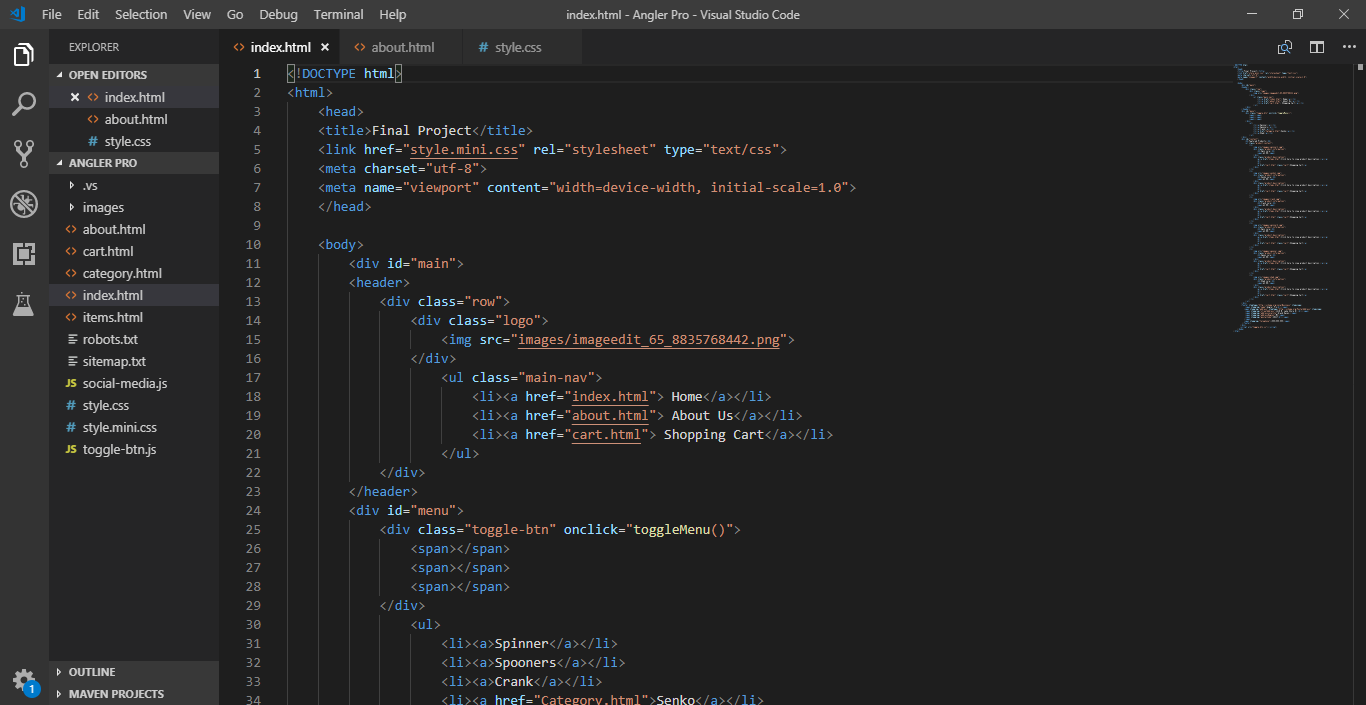 File Edit Selection View Go Debug Terminal Help index.html - Angler Pro - Visual Studio Code
EXPLORER
OPEN EDITORS
index.html
about.html
style.css
ANGLER PRO
.vs
images
about.html
cart.html
category.html
index.html
items.html
robots.txt
sitemap.txt
JS social-media.js
# style.css
# style.mini.css
JS toggle-btn.js
OUTLINE
MAVEN PROJECTS
1
<> index.html × <> about.html # style.css
1 <!DOCTYPE html>
2 <html>
3 <head>
4 <title>Final Project</title>
5 <link href="style.mini.css" rel="stylesheet" type="text/css">
6 <meta charset="utf-8">
7 <meta name="viewport" content="width=device-width, initial-scale=1.0">
8 </head>
9
10 <body>
11 <div id="main">
12 <header>
13 <div class="row">
14 <div class="logo">
15 <img src="images/imageedit_65_8835768442.png">
16 </div>
17 <ul class="main-nav">
18 <li><a href="index.html"> Home</a></li>
19 <li><a href="about.html"> About Us</a></li>
20 <li><a href="cart.html"> Shopping Cart</a></li>
21 </ul>
22 </div>
23 </header>
24 <div id="menu">
25 <div class="toggle-btn" onclick="toggleMenu()">
26 <span></span>
27 <span></span>
28 <span></span>
29 </div>
30 <ul>
31 <li><a>Spinner</a></li>
32 <li><a>Spooners</a></li>
33 <li><a>Crank</a></li>
34 <li><a href="Category.html">Senko</a></li>